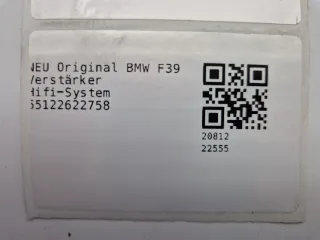 NEU Original BMW F39
Verstärker
Hifi-System
65122622758
20812
22555